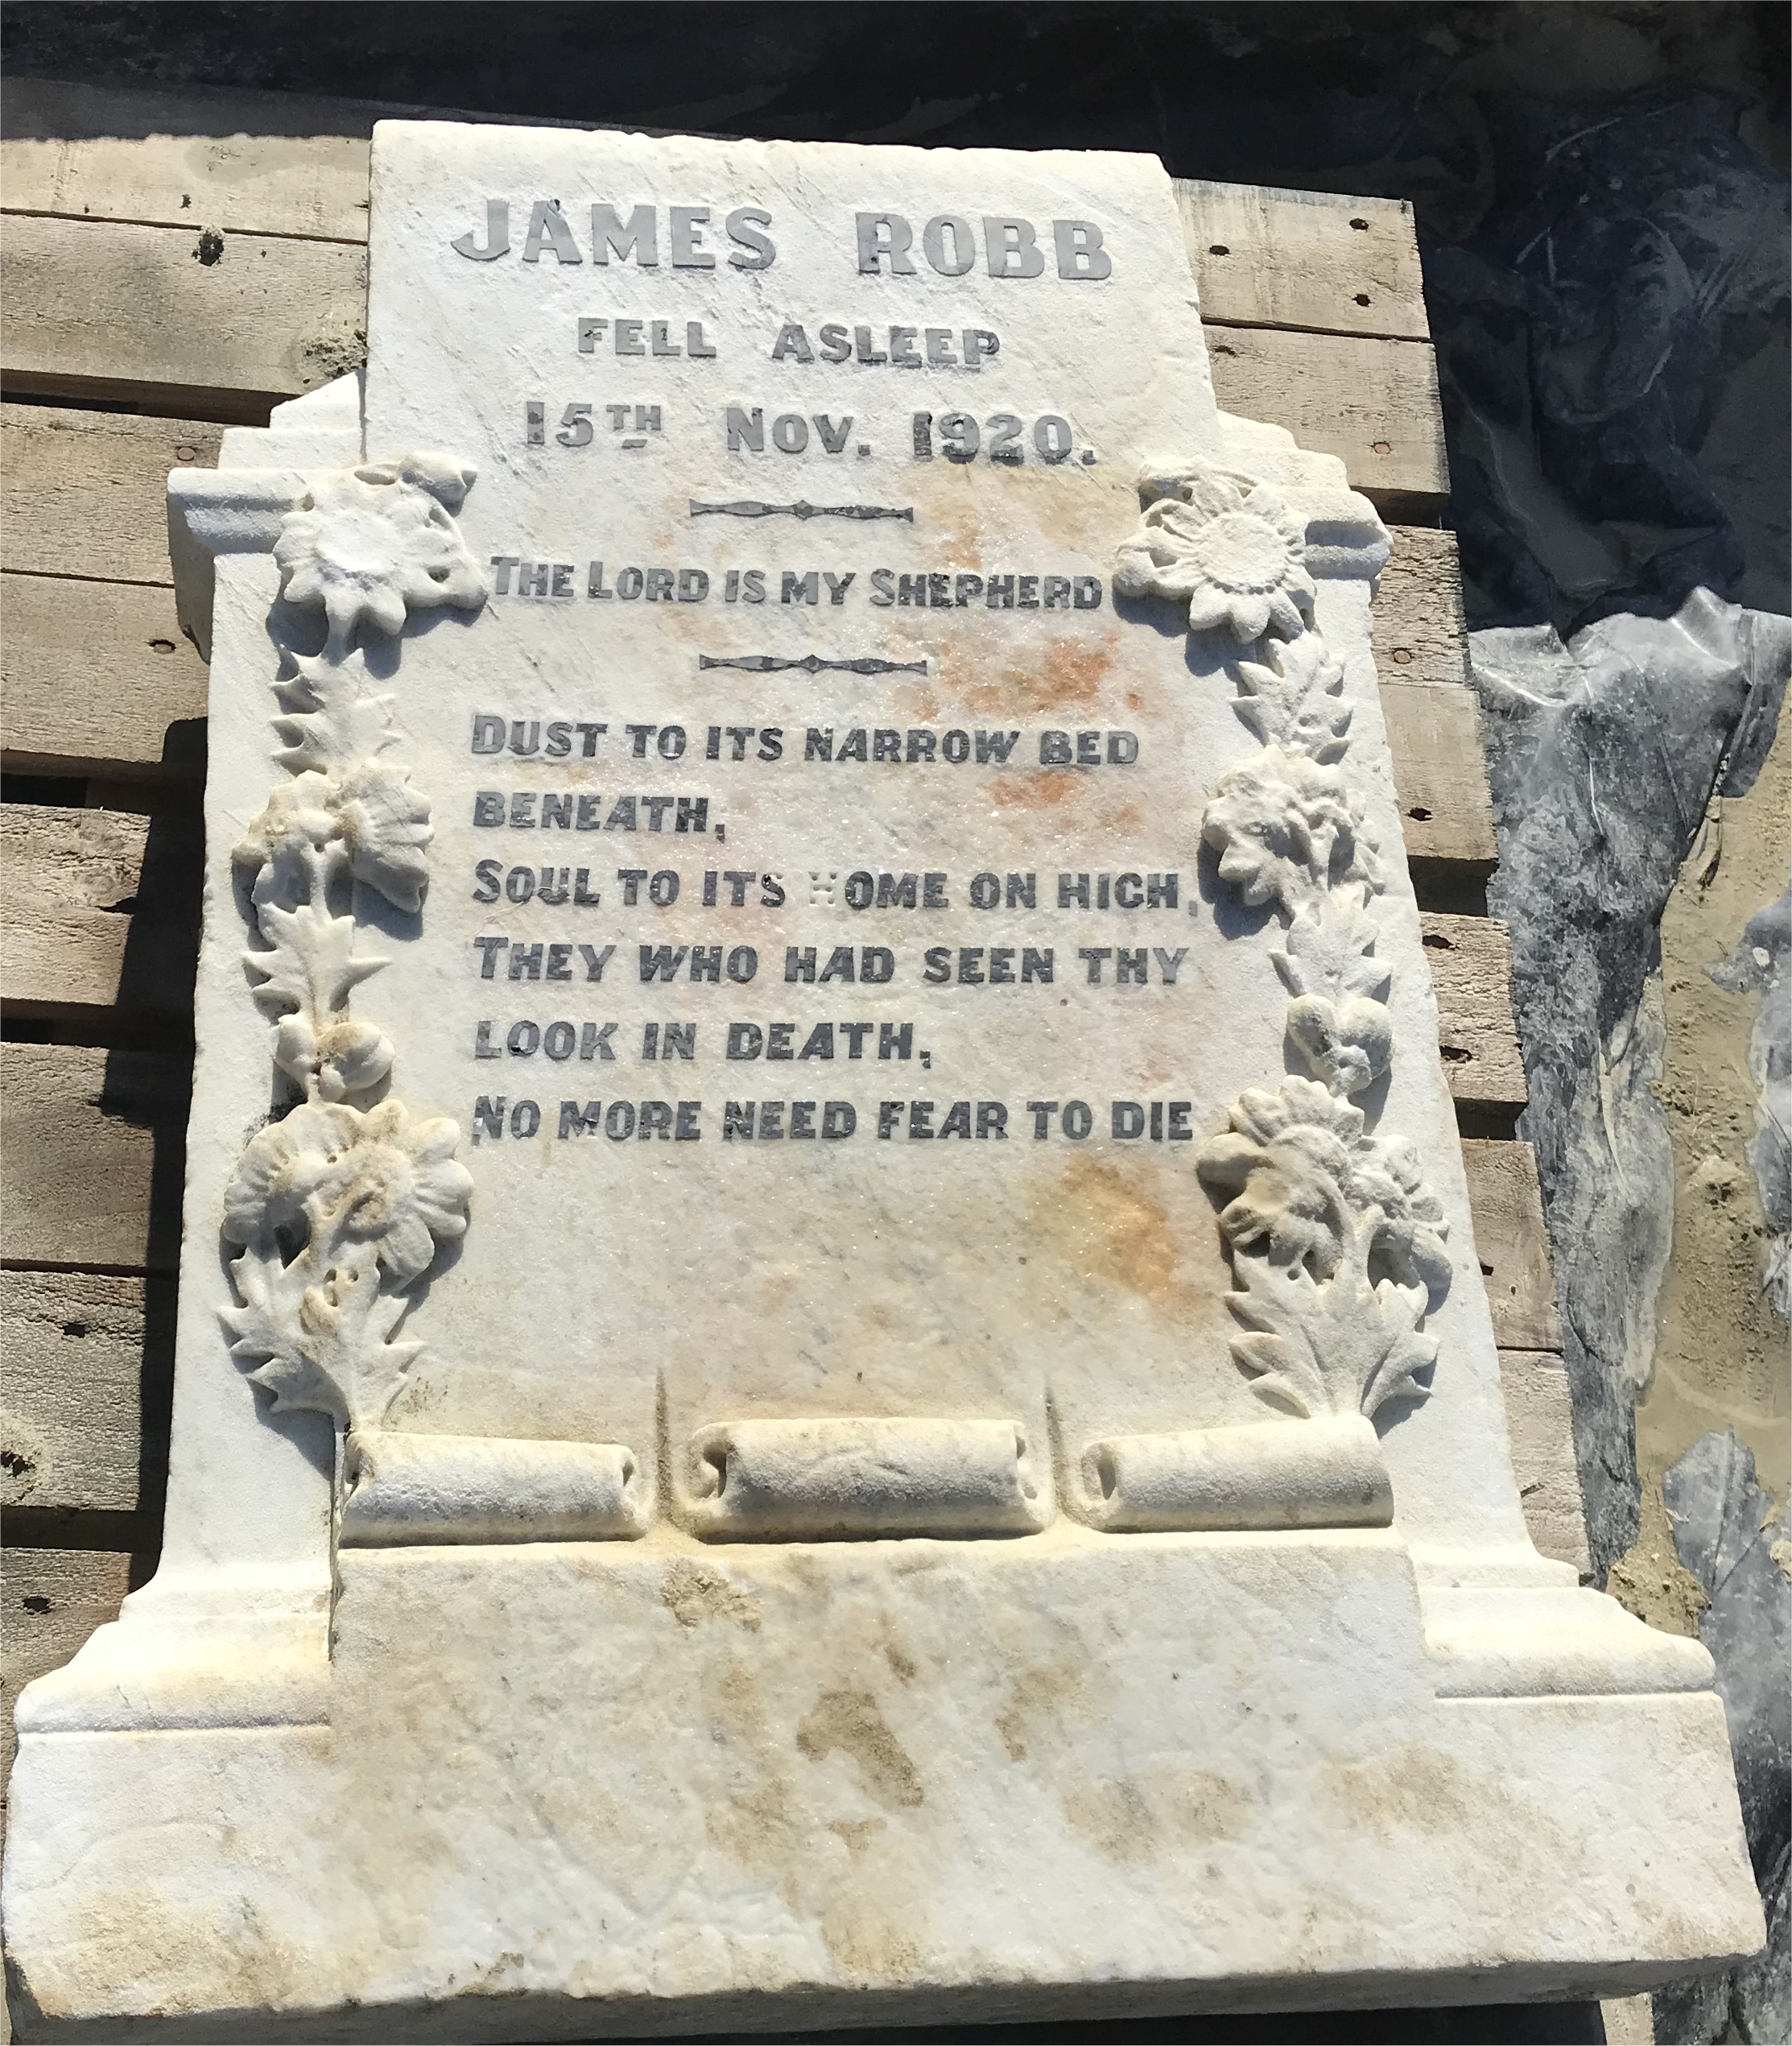 JAMES ROBB
FELL ASLEEP
15TH NOV. 1920.
THE LORD IS MY SHEPHERD
DUST TO ITS NARROW BED
BENEATH,
SOUL TO ITS HOME ON HIGH,
THEY WHO HAD SEEN THY
LOOK IN DEATH,
NO MORE NEED FEAR TO DIE